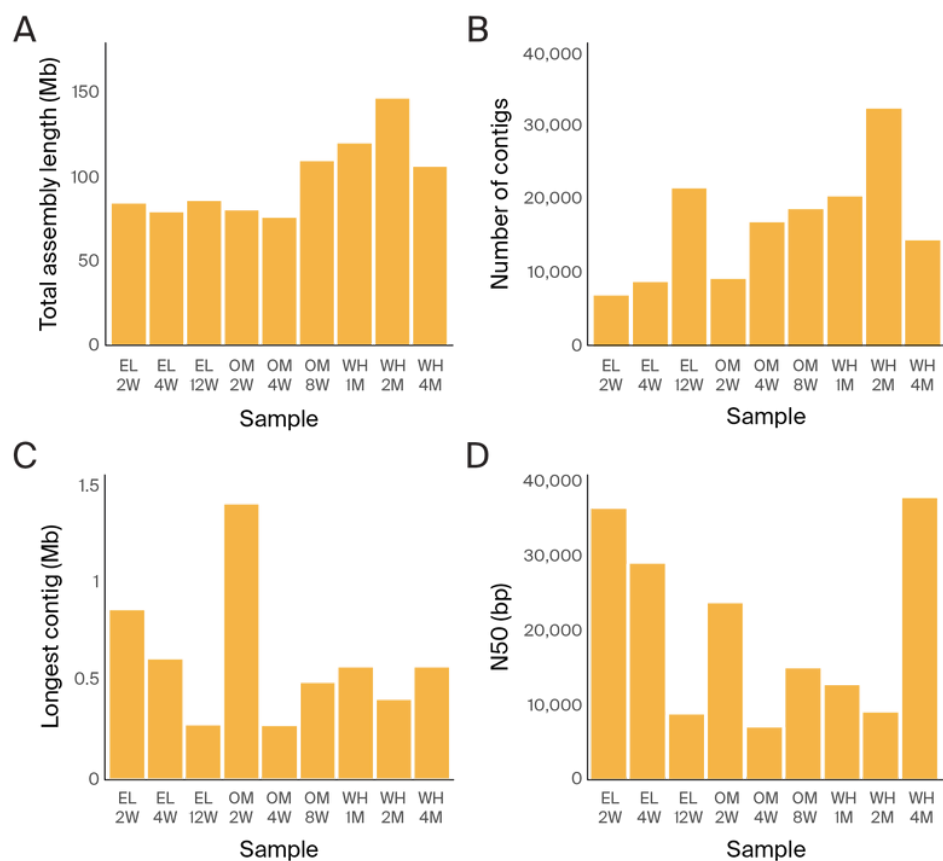 A
Total assembly length (Mb)
150
100
50
0
EL OM
EL EL EL OM OM OM WH WH WH
2W 4W 12W 2W 4W 8W 1M 2M 4M
Sample
B
Number of contigs
40,000
30,000
20,000
10,000
0
EL EL EL OM OM OM WH WH WH
2W 4W 12W 2W 4W 8W 1M 2M 4M
Sample
C
Longest contig (Mb)
1.5
1
0.5
0
EL EL EL OM OM OM WH WH WH
2W 4W 12W 2W 4W 8W 1M 2M 4M
Sample
D
N50 (bp)
40,000
30,000
20,000
10,000
0
EL EL EL OM OM OM WH WH WH
2W 4W 12W 2W 4W 8W 1M 2M 4M
Sample